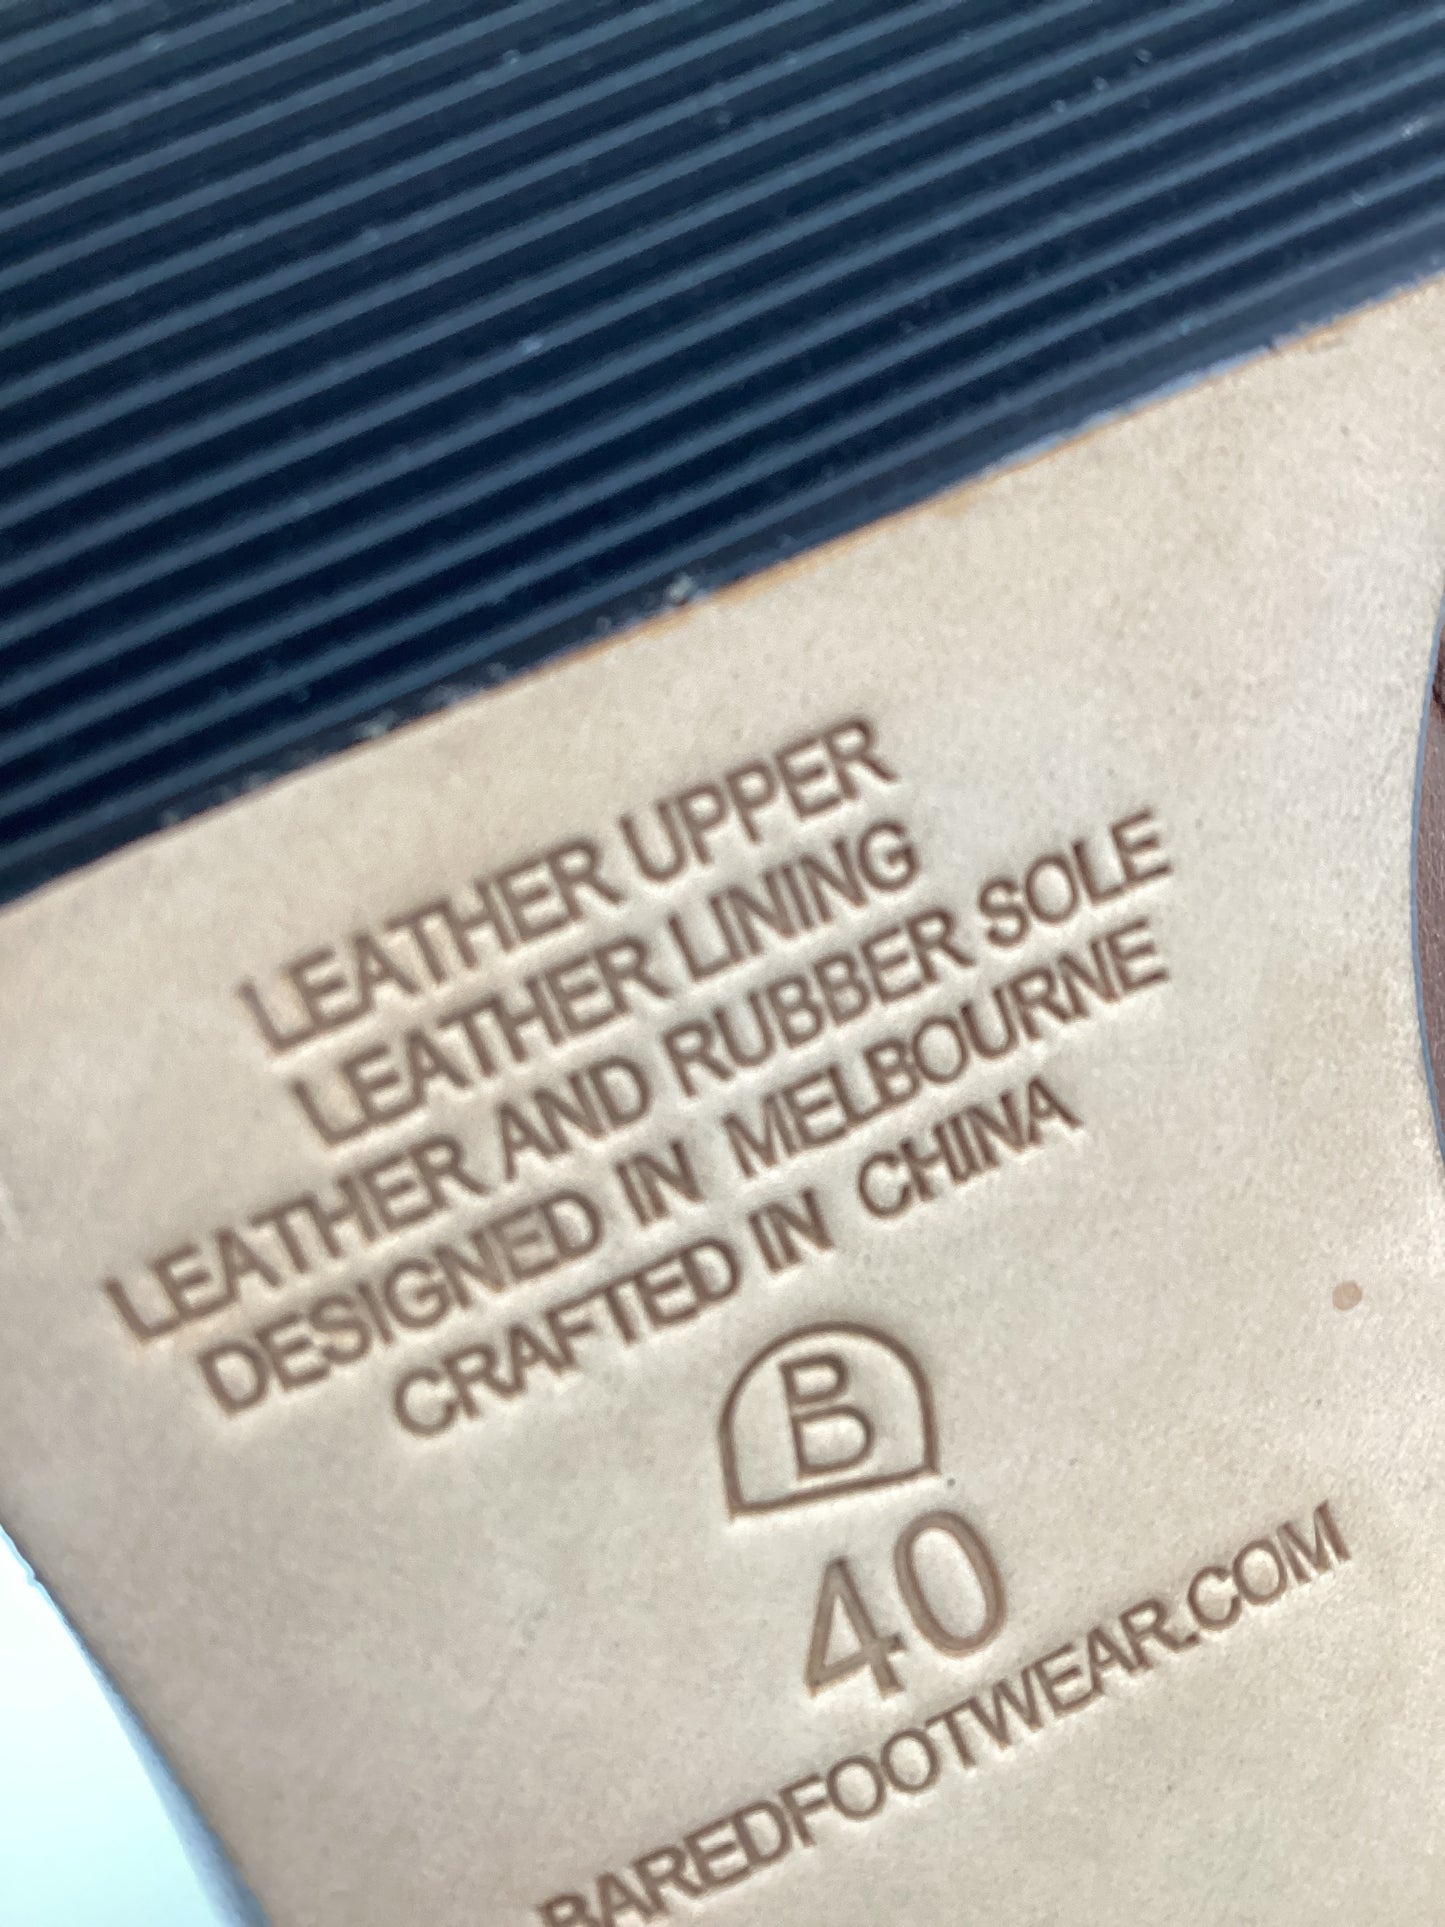 LEATHER UPPER
LEATHER LINING
LEATHER AND RUBBER SOLE
DESIGNED IN MELBOURNE
CRAFTED IN CHINA
B
40
BAREDFOOTWEAR.COM